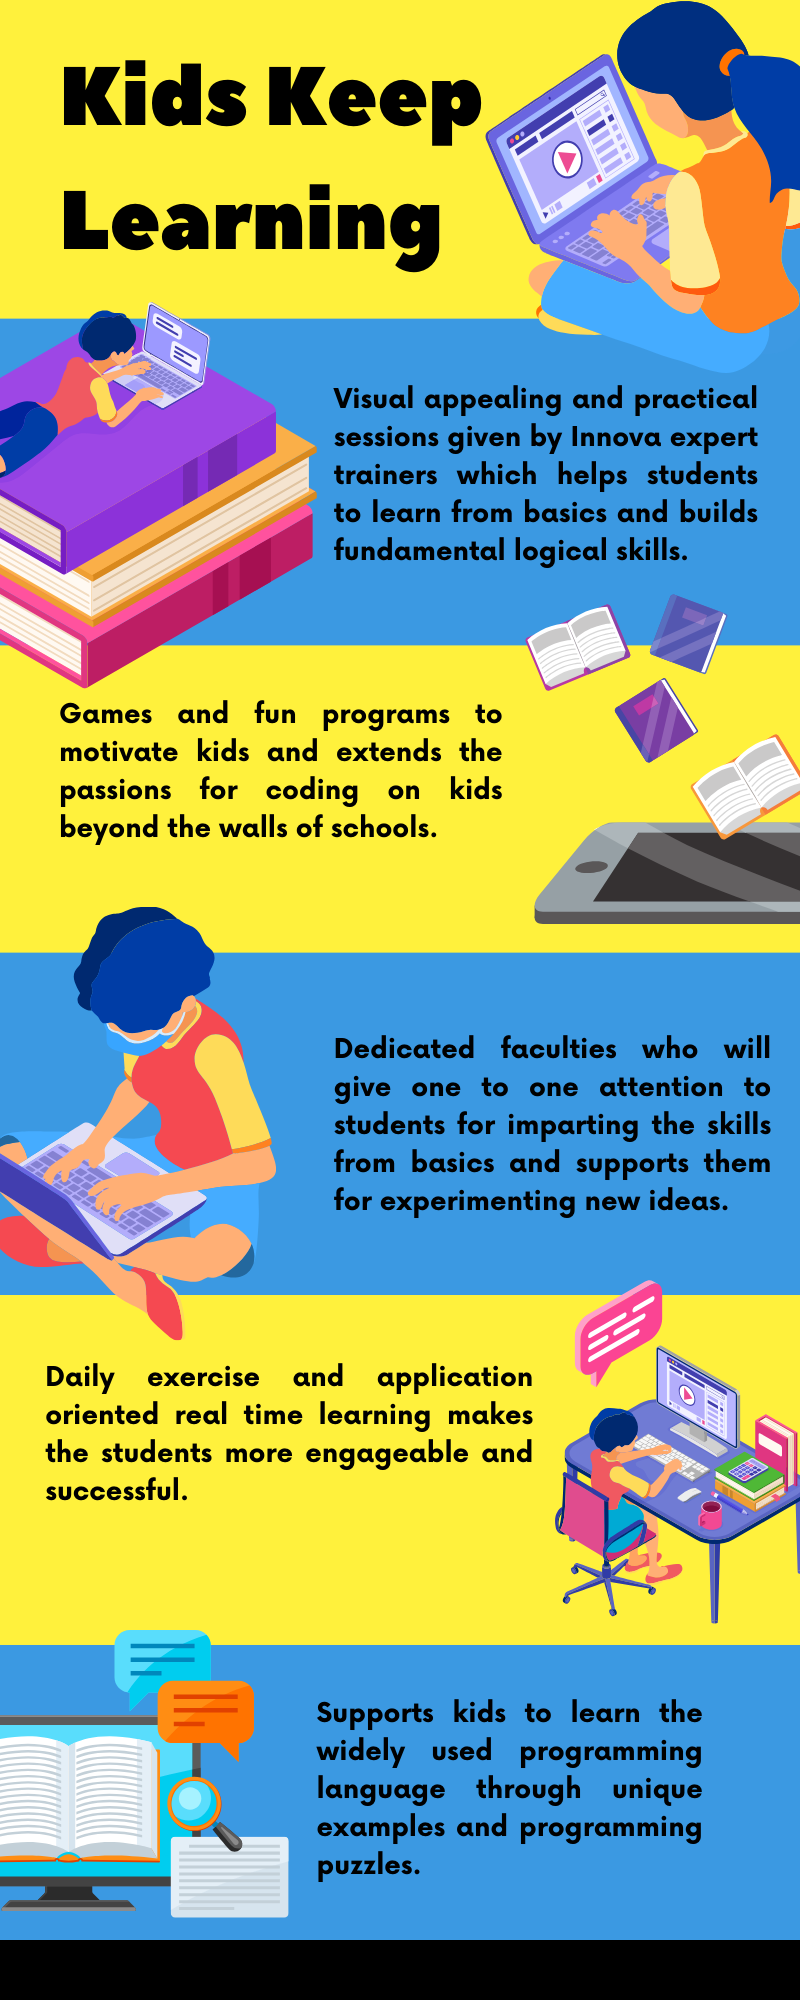 Kids Keep
Learning
Visual appealing and practical
sessions given by Innova expert
trainers which helps students
to learn from basics and builds
fundamental logical skills.
Games and fun programs to
motivate kids and extends the
passions for coding on kids
beyond the walls of schools.
Dedicated faculties who will
give one to one attention to
students for imparting the skills
from basics and supports them
for experimenting new ideas.
Daily exercise and application
oriented real time learning makes
the students more engageable and
successful.
Supports kids to learn the
widely used programming
language through unique
examples and programming
puzzles.